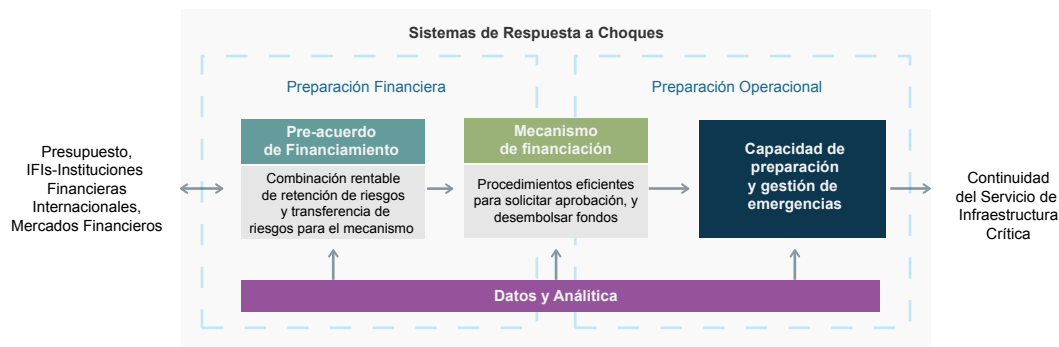 Sistemas de Respuesta a Choques
Preparación Financiera
Preparación Operacional
Presupuesto,
IFIs-Instituciones
Financieras
Internacionales,
Mercados Financieros
Pre-acuerdo
de Financiamiento
Combinación rentable
de retención de riesgos
y transferencia de
riesgos para el mecanismo
Mecanismo
de financiación
Procedimientos eficientes
para solicitar aprobación, y
desembolsar fondos
Capacidad de
preparación
y gestión de
emergencias
Continuidad
del Servicio de
Infraestructura
Crítica
Datos y Análitica